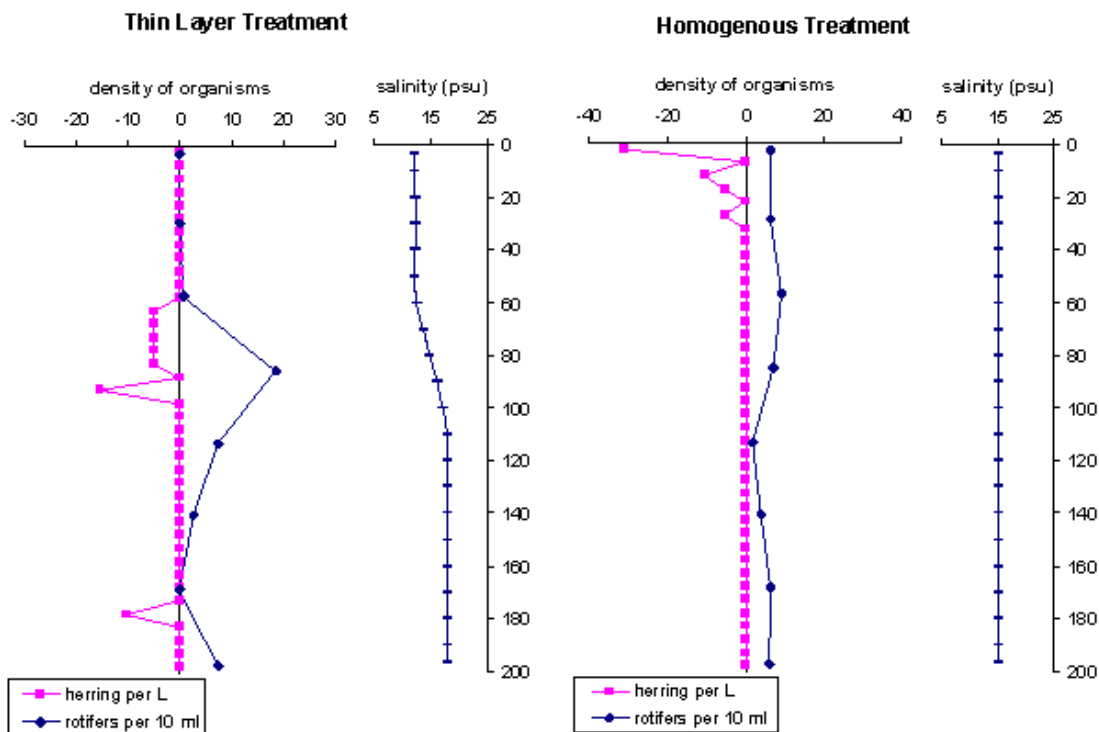 Thin Layer Treatment
Homogenous Treatment
density of organisms
salinity (psu)
density of organisms
salinity (psu)
-30 -20 -10 0 10 20 30
5 15 25
-40 -20 0 20 40
5 15 25
0
20
40
60
80
100
120
140
160
180
200
0
20
40
60
80
100
120
140
160
180
200
herring per L
rotifers per 10 ml
herring per L
rotifers per 10 ml